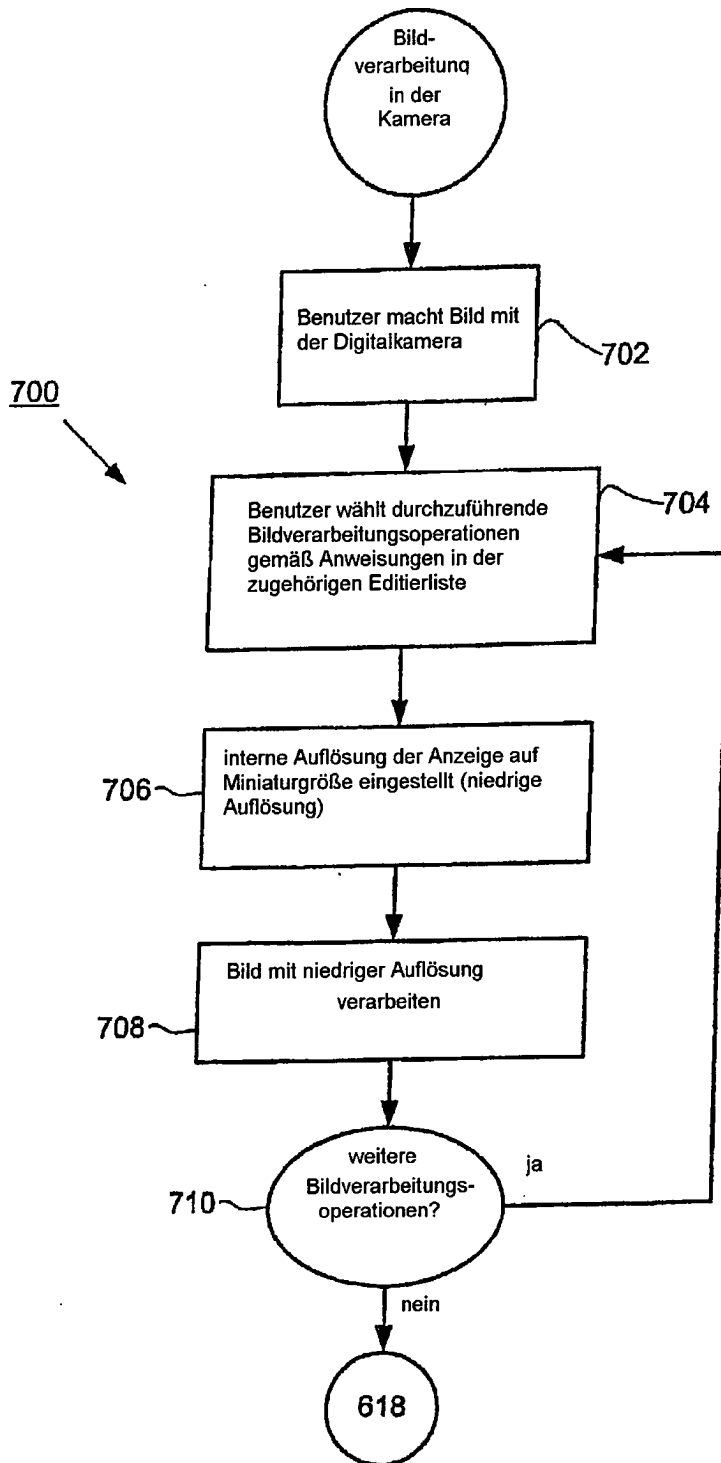 Bild-
verarbeitung
in der
Kamera
Benutzer macht Bild mit
der Digitalkamera
702
700
Benutzer wählt durchzuführende
Bildverarbeitungsoperationen
gemäß Anweisungen in der
zugehörigen Editierliste
704
interne Auflösung der Anzeige auf
Miniaturgröße eingestellt (niedrige
Auflösung)
706
Bild mit niedriger Auflösung
verarbeiten
708
weitere
Bildverarbeitungs-
operationen?
710
ja
nein
618